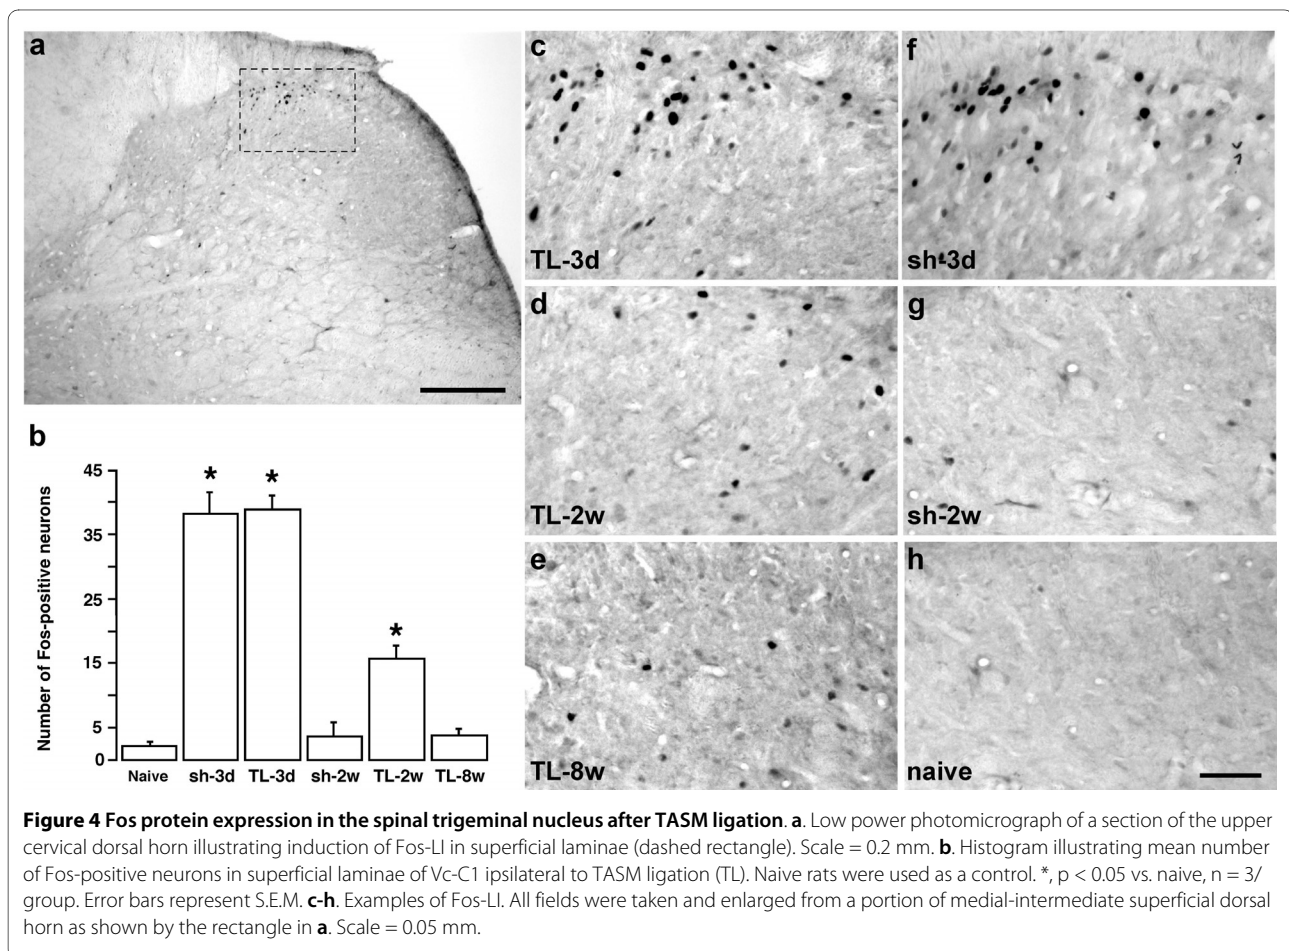 a
b
Number of Fos-positive neurons
45
35
25
15
5
0
* * *
Naive sh-3d TL-3d sh-2w TL-2w TL-8w
c
TL-3d
d
TL-2w
e
TL-8w
f
sh-3d
g
sh-2w
h
naive
Figure 4 Fos protein expression in the spinal trigeminal nucleus after TASM ligation. a. Low power photomicrograph of a section of the upper
cervical dorsal horn illustrating induction of Fos-LI in superficial laminae (dashed rectangle). Scale = 0.2 mm. b. Histogram illustrating mean number
of Fos-positive neurons in superficial laminae of Vc-C1 ipsilateral to TASM ligation (TL). Naive rats were used as a control. *, p < 0.05 vs. naive, n = 3/
group. Error bars represent S.E.M. c-h. Examples of Fos-LI. All fields were taken and enlarged from a portion of medial-intermediate superficial dorsal
horn as shown by the rectangle in a. Scale = 0.05 mm.